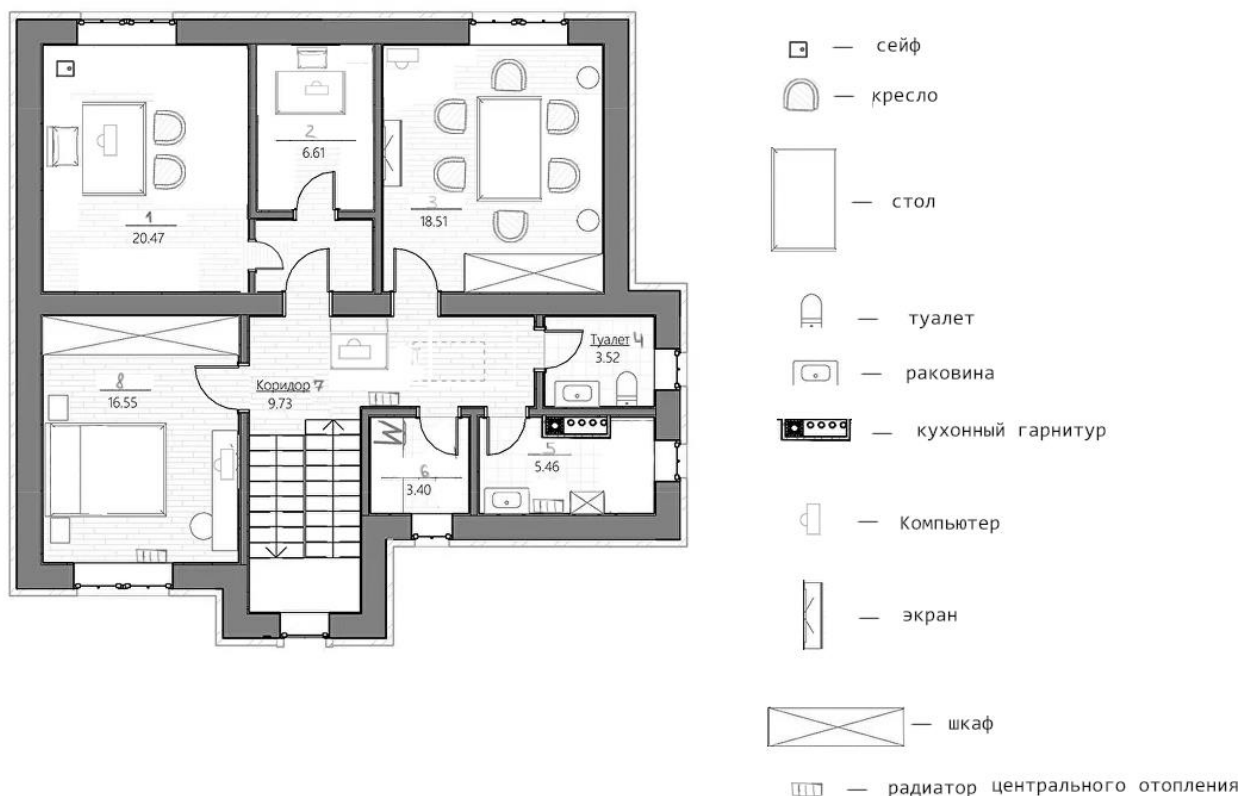 1
20.47
2
6.61
3
18.51
Туалет 4
3.52
8
16.55
Коридор 7
9.73
6
3.40
5
5.46
— сейф
— кресло
— стол
— туалет
— раковина
— кухонный гарнитур
— Компьютер
— экран
— шкаф
— радиатор центрального отопления